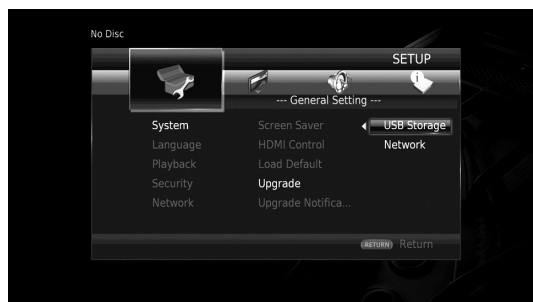 No Disc
SETUP
--- General Setting ---
System Screen Saver USB Storage
Language HDMI Control Network
Playback Load Default
Security Upgrade
Network Upgrade Notifica...
RETURN Return